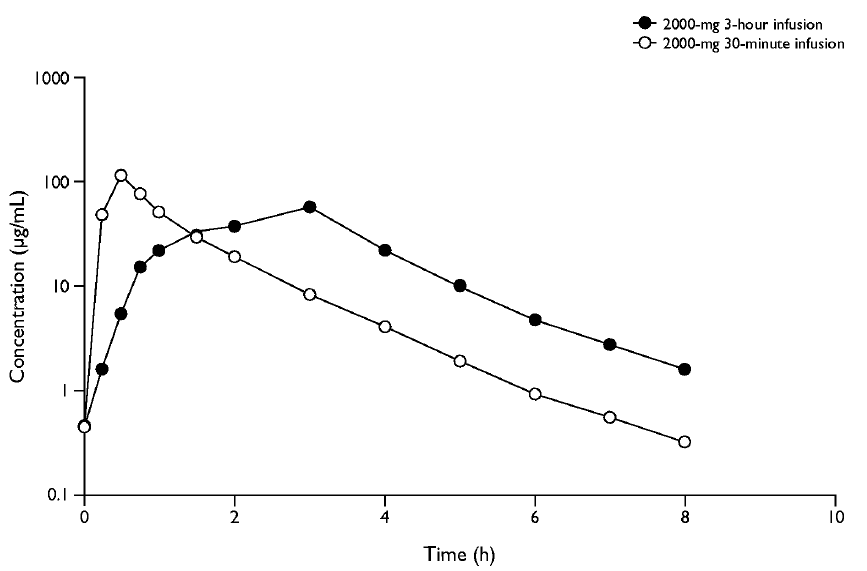 2000-mg 3-hour infusion
2000-mg 30-minute infusion
1000
100
10
1
0.1
Concentration (µg/mL)
0 2 4 6 8 10
Time (h)